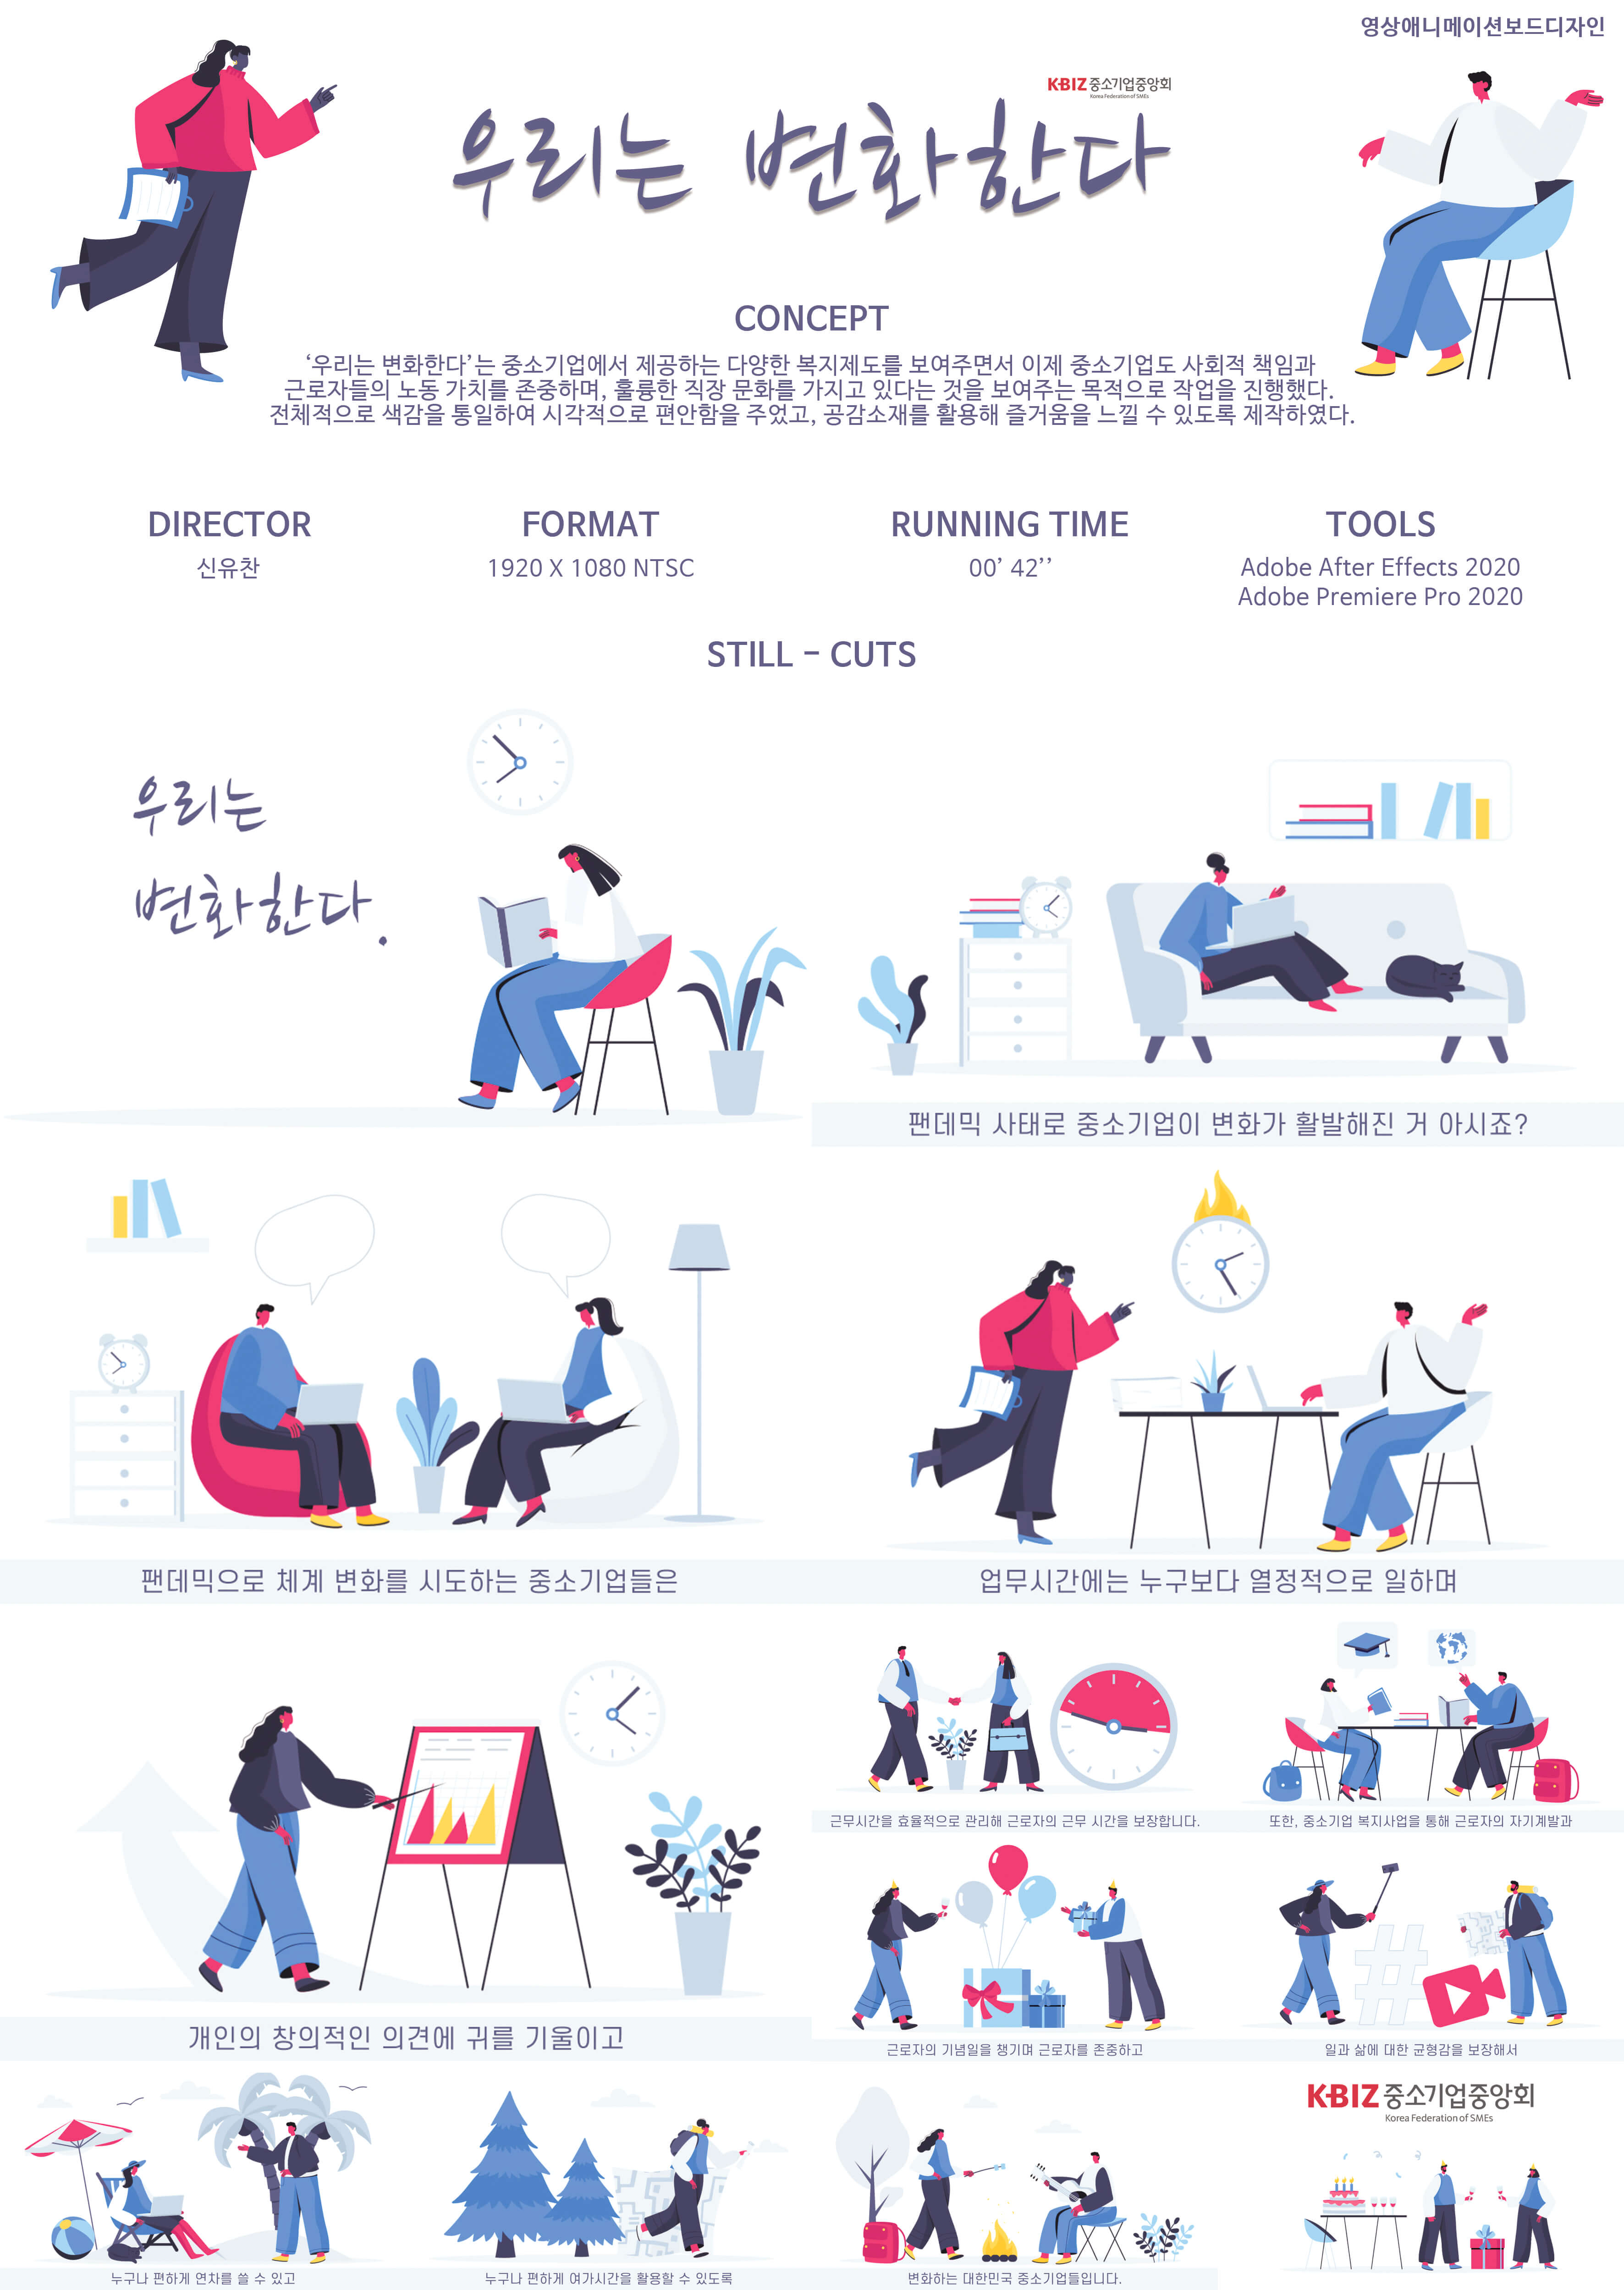 영상애니메이션보드디자인
KBIZ 중소기업중앙회
Korea Federation of SMEs
우리는 변화한다
CONCEPT
‘우리는 변화한다’는 중소기업에서 제공하는 다양한 복지제도를 보여주면서 이제 중소기업도 사회적 책임과
근로자들의 노동 가치를 존중하며, 훌륭한 직장 문화를 가지고 있다는 것을 보여주는 목적으로 작업을 진행했다.
전체적으로 색감을 통일하여 시각적으로 편안함을 주었고, 공감소재를 활용해 즐거움을 느낄 수 있도록 제작하였다.
DIRECTOR
신유찬
FORMAT
1920 X 1080 NTSC
RUNNING TIME
00’ 42’’
TOOLS
Adobe After Effects 2020
Adobe Premiere Pro 2020
STILL - CUTS
우리는
변화한다.
팬데믹 사태로 중소기업이 변화가 활발해진 거 아시죠?
팬데믹으로 체계 변화를 시도하는 중소기업들은
업무시간에는 누구보다 열정적으로 일하며
개인의 창의적인 의견에 귀를 기울이고
근무시간을 효율적으로 관리해 근로자의 근무 시간을 보장합니다.
또한, 중소기업 복지사업을 통해 근로자의 자기계발과
근로자의 기념일을 챙기며 근로자를 존중하고
일과 삶에 대한 균형감을 보장해서
누구나 편하게 연차를 쓸 수 있고
누구나 편하게 여가시간을 활용할 수 있도록
변화하는 대한민국 중소기업들입니다.
KBIZ 중소기업중앙회
Korea Federation of SMEs